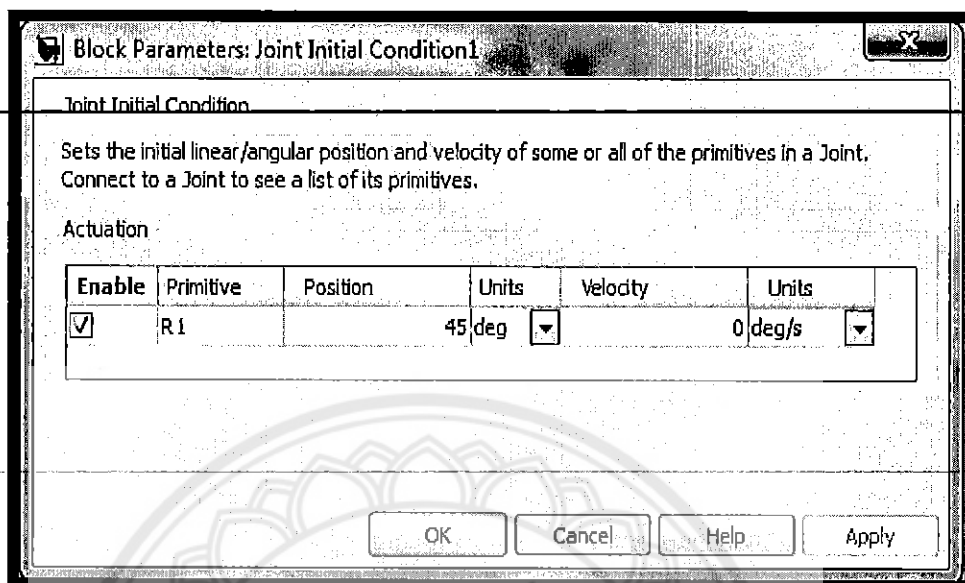 Block Parameters: Joint Initial Condition1
Joint Initial Condition
Sets the initial linear/angular position and velocity of some or all of the primitives in a Joint.
Connect to a Joint to see a list of its primitives.
Actuation
Enable Primitive Position Units Velocity Units
R1 45 deg 0 deg/s
OK Cancel Help Apply